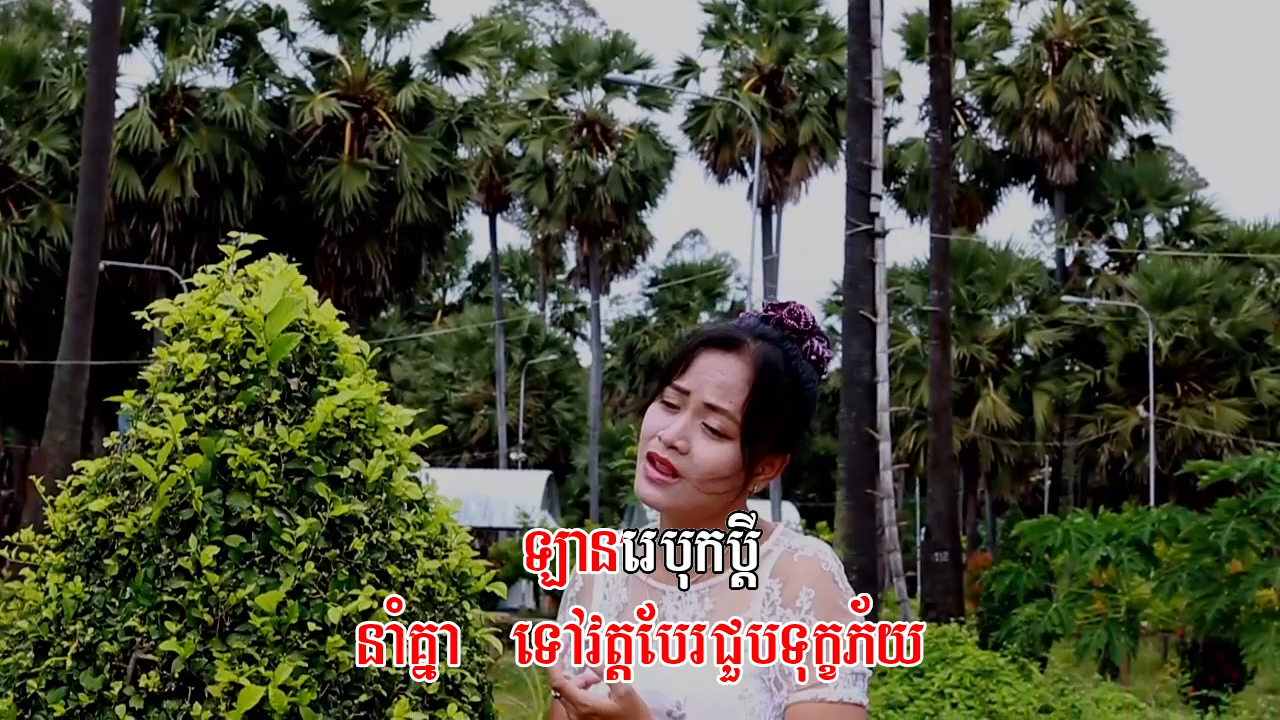 ឡានរេបុកប្ដី
នាំគ្នា ទៅវត្តបែរជួបទុក្ខភ័យ